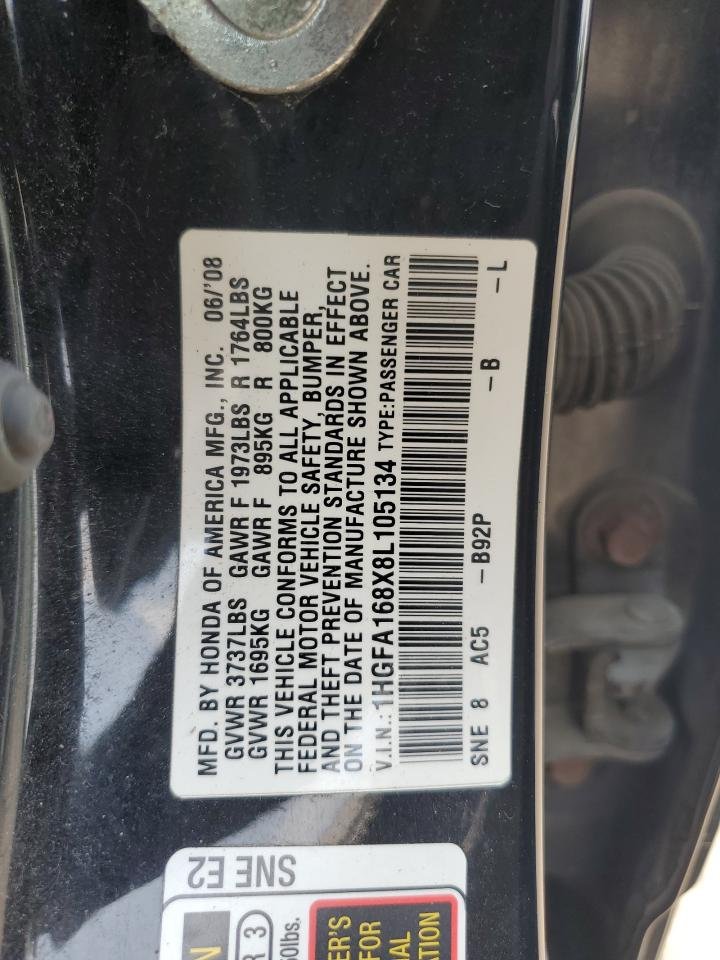 MFD. BY HONDA OF AMERICA MFG., INC. 06/'08
GVWR 3737LBS GAWR F 1973LBS R 1764LBS
GVWR 1695KG GAWR F 895KG R 800KG
THIS VEHICLE CONFORMS TO ALL APPLICABLE
FEDERAL MOTOR VEHICLE SAFETY, BUMPER,
AND THEFT PREVENTION STANDARDS IN EFFECT
ON THE DATE OF MANUFACTURE SHOWN ABOVE.
V.I.N.: 1HGFA168X8L105134 TYPE:PASSENGER CAR
SNE 8 AC5 -B92P -B -L
SNE E2